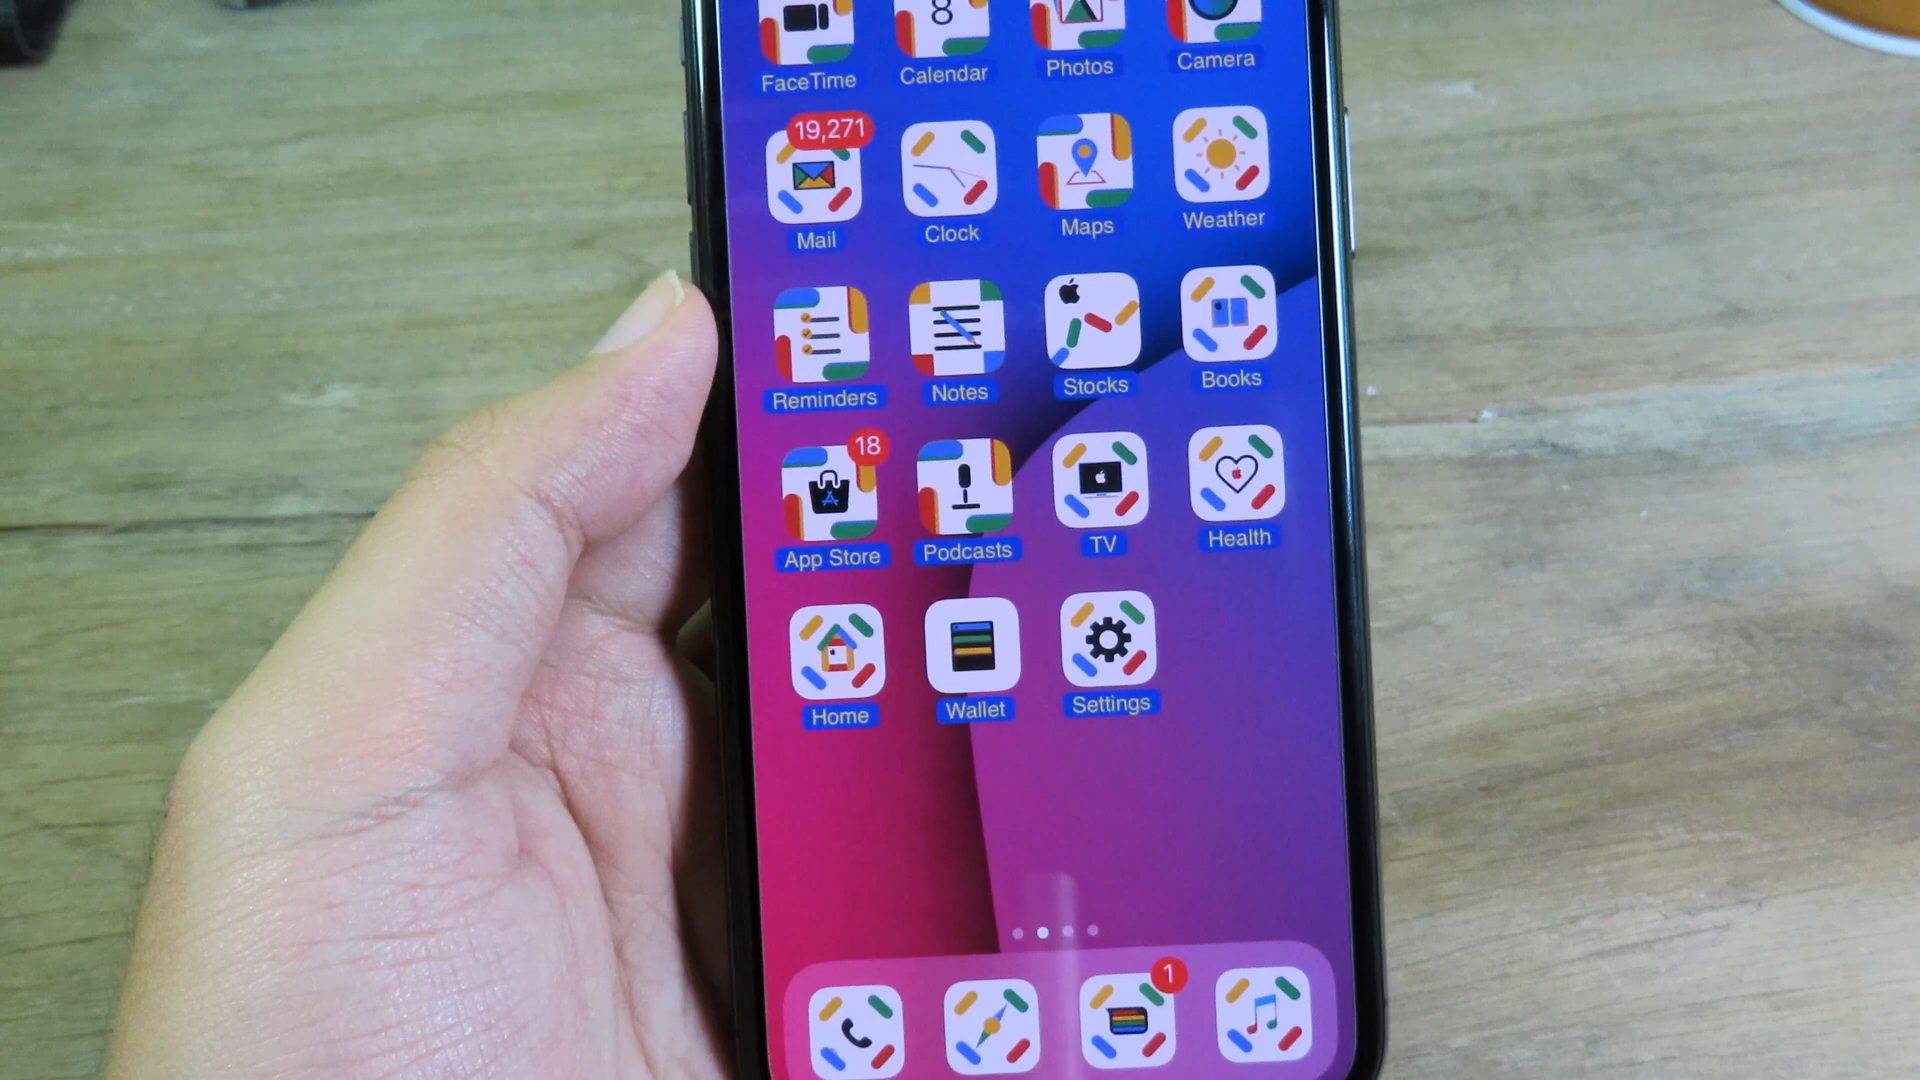 FaceTime
8
Calendar
Photos
Camera
19,271
Mail
Clock
Maps
Weather
Reminders
Notes
Stocks
Books
18
App Store
Podcasts
TV
Health
Home
Wallet
Settings
1